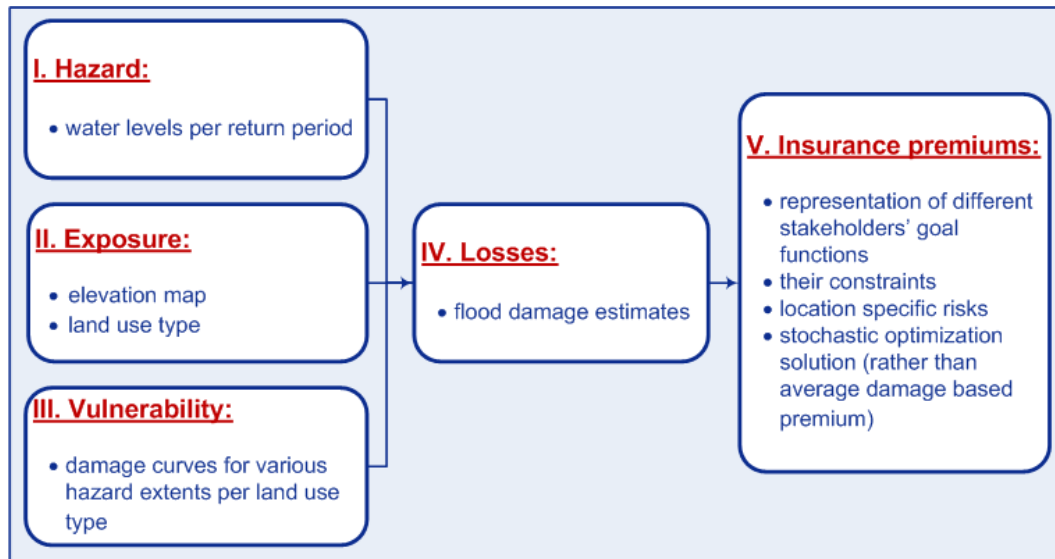 I. Hazard:
• water levels per return period
II. Exposure:
• elevation map
• land use type
III. Vulnerability:
• damage curves for various
hazard extents per land use
type
IV. Losses:
• flood damage estimates
V. Insurance premiums:
• representation of different
stakeholders’ goal
functions
• their constraints
• location specific risks
• stochastic optimization
solution (rather than
average damage based
premium)